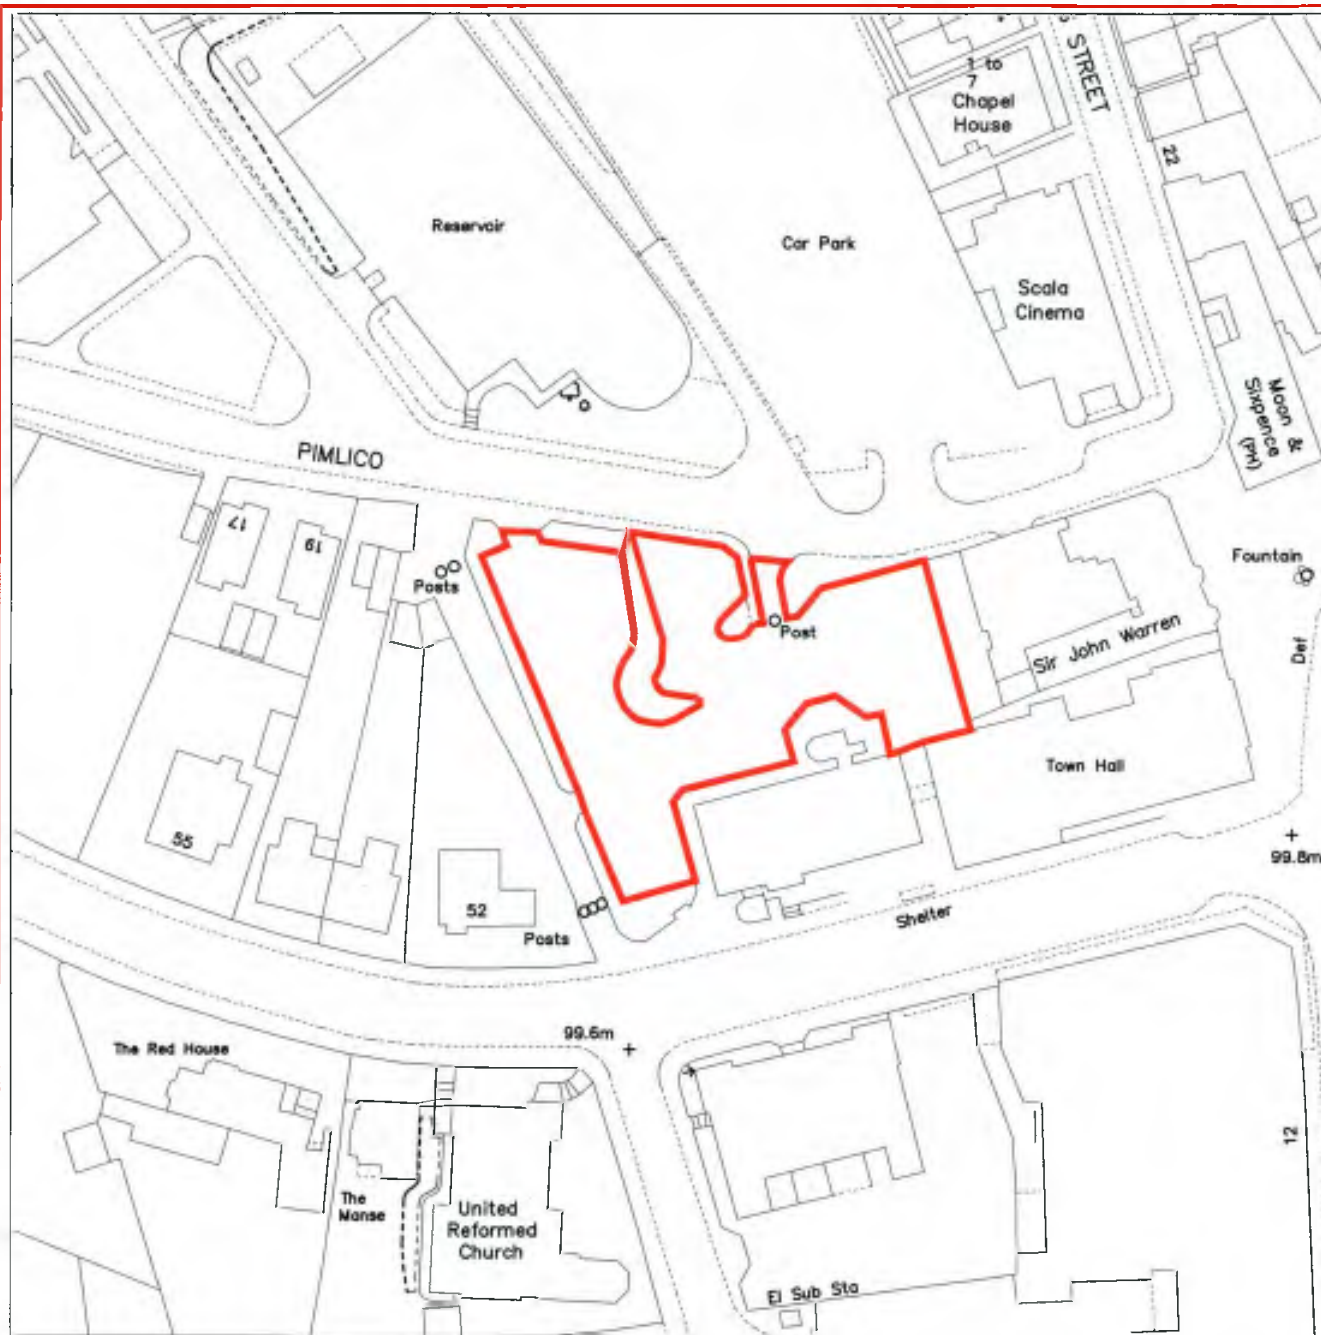 STREET
1 to
7
Chapel
House
22
Reservoir
Car Park
Scala
Cinema
Moon &
Sixpence
(PH)
PIMLICO
17
19
Posts
Post
Fountain
Sir John Warren
Def
Town Hall
55
52
Posts
Shelter
99.8m
99.6m
The Red House
The
Manse
United
Reformed
Church
12
El Sub Sta